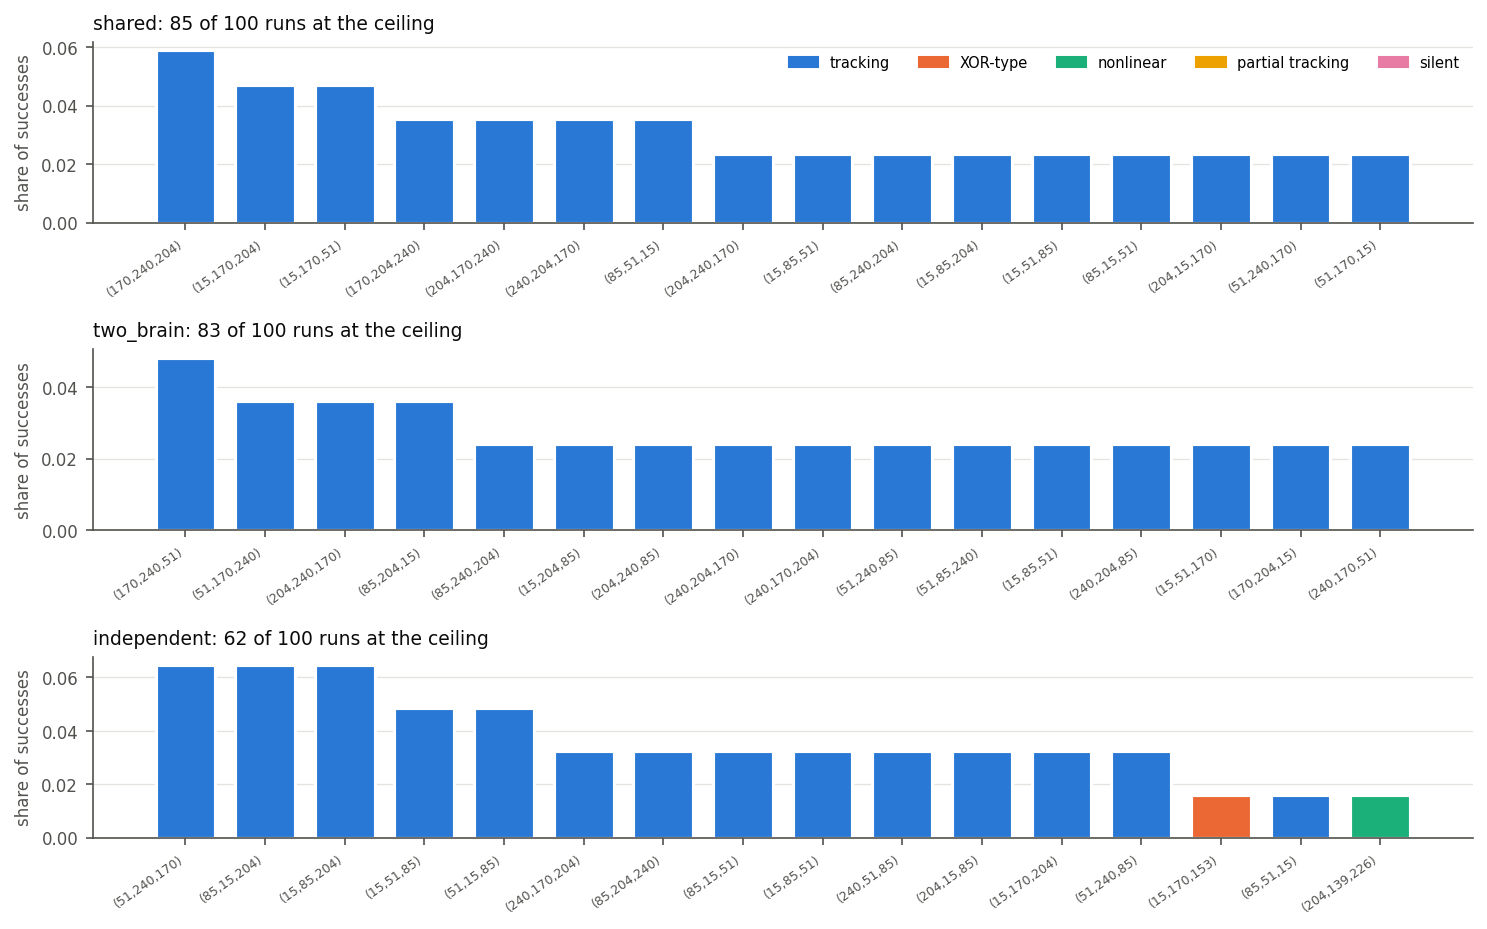 shared: 85 of 100 runs at the ceiling
share of successes
0.06
0.04
0.02
0.00
tracking XOR-type nonlinear partial tracking silent
(170,240,204) (15,170,204) (15,170,51) (170,204,240) (204,170,240) (240,204,170) (85,51,15) (204,240,170) (15,85,51) (85,240,204) (15,85,204) (15,51,85) (85,15,51) (204,15,170) (51,240,170) (51,170,15)
two_brain: 83 of 100 runs at the ceiling
share of successes
0.04
0.02
0.00
(170,240,51) (51,170,240) (204,240,170) (85,204,15) (85,240,204) (15,204,85) (204,240,85) (240,204,170) (240,170,204) (51,240,85) (51,85,240) (15,85,51) (240,204,85) (15,51,170) (170,204,15) (240,170,51)
independent: 62 of 100 runs at the ceiling
share of successes
0.06
0.04
0.02
0.00
(51,240,170) (85,15,204) (15,85,204) (15,51,85) (51,15,85) (240,170,204) (85,204,240) (85,15,51) (15,85,51) (240,51,85) (204,15,85) (15,170,204) (51,240,85) (15,170,153) (85,51,15) (204,139,226)